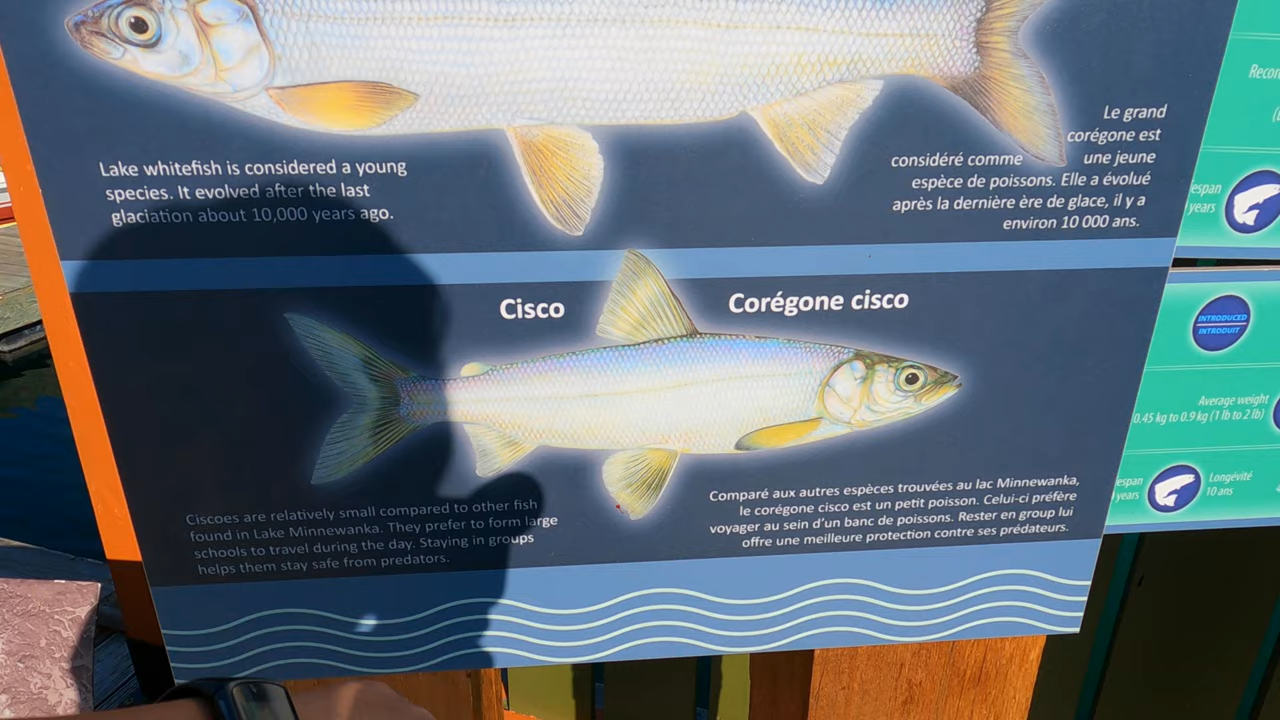 Lake whitefish is considered a young
species. It evolved after the last
glaciation about 10,000 years ago.
Le grand
corégone est
considéré comme une jeune
espèce de poissons. Elle a évolué
après la dernière ère de glace, il y a
environ 10 000 ans.
Cisco
Corégone cisco
Ciscoes are relatively small compared to other fish
found in Lake Minnewanka. They prefer to form large
schools to travel during the day. Staying in groups
helps them stay safe from predators.
Comparé aux autres espèces trouvées au lac Minnewanka,
le corégone cisco est un petit poisson. Celui-ci préfère
voyager au sein d'un banc de poissons. Rester en group lui
offre une meilleure protection contre ses prédateurs.
years
INTRODUCED
INTRODUIT
Average weight
0.45 kg to 0.9 kg (1 lb to 2 lb)
years
Longévité
10 ans